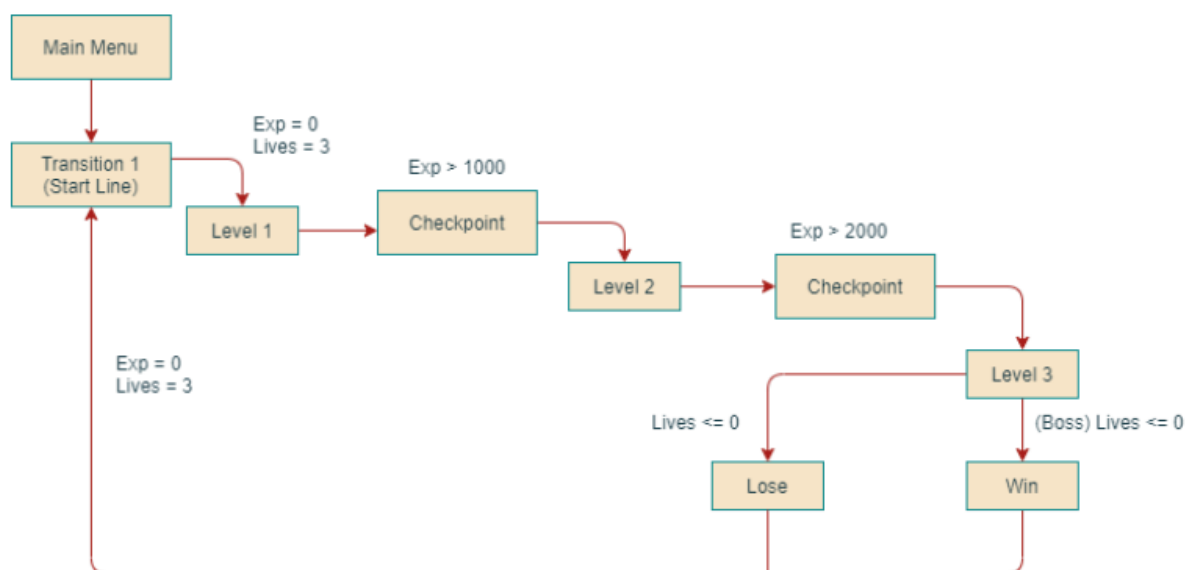 Main Menu
Exp = 0
Lives = 3
Transition 1
(Start Line)
Exp > 1000
Level 1
Checkpoint
Exp > 2000
Level 2
Checkpoint
Exp = 0
Lives = 3
Level 3
Lives <= 0
(Boss) Lives <= 0
Lose
Win